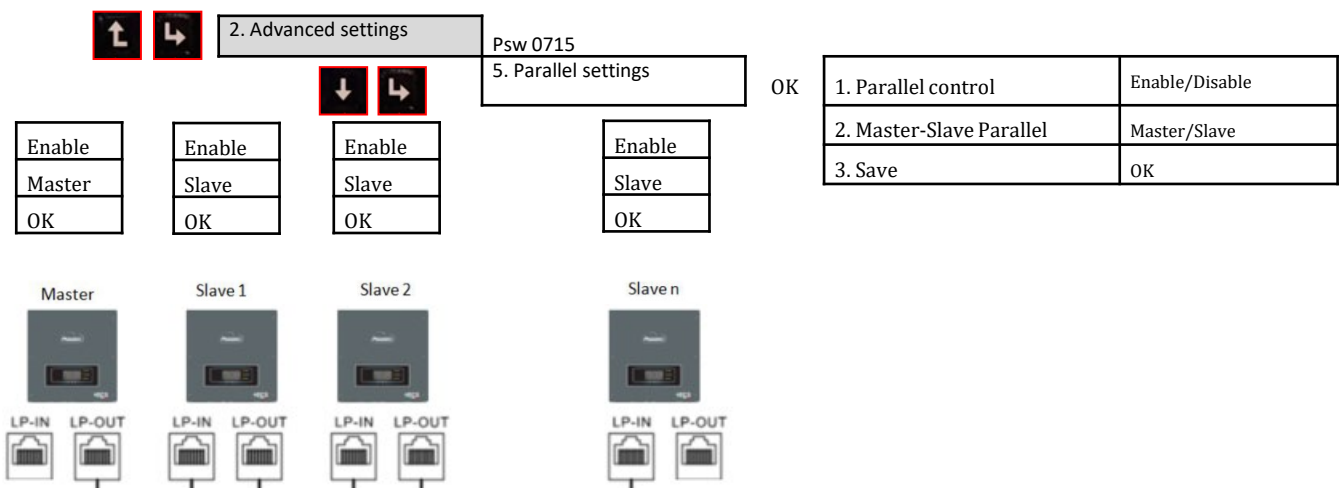 2. Advanced settings
Psw 0715
5. Parallel settings
OK
1. Parallel control
Enable/Disable
2. Master-Slave Parallel
Master/Slave
3. Save
OK
Enable
Master
OK
Enable
Slave
OK
Enable
Slave
OK
Enable
Slave
OK
Master
Slave 1
Slave 2
Slave n
LP-IN LP-OUT
LP-IN LP-OUT
LP-IN LP-OUT
LP-IN LP-OUT